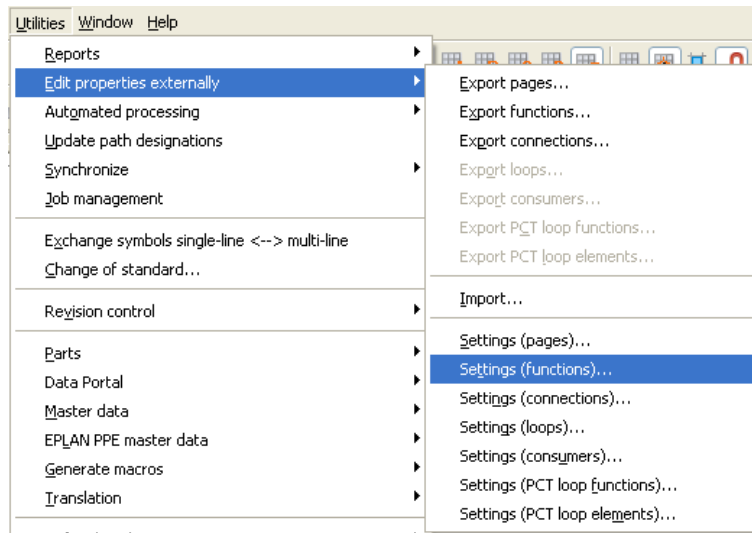 Utilities Window Help
Reports
Edit properties externally
Automated processing
Update path designations
Synchronize
Job management
Exchange symbols single-line <--> multi-line
Change of standard...
Revision control
Parts
Data Portal
Master data
EPLAN PPE master data
Generate macros
Translation
Export pages...
Export functions...
Export connections...
Export loops...
Export consumers...
Export PCT loop functions...
Export PCT loop elements...
Import...
Settings (pages)...
Settings (functions)...
Settings (connections)...
Settings (loops)...
Settings (consumers)...
Settings (PCT loop functions)...
Settings (PCT loop elements)...